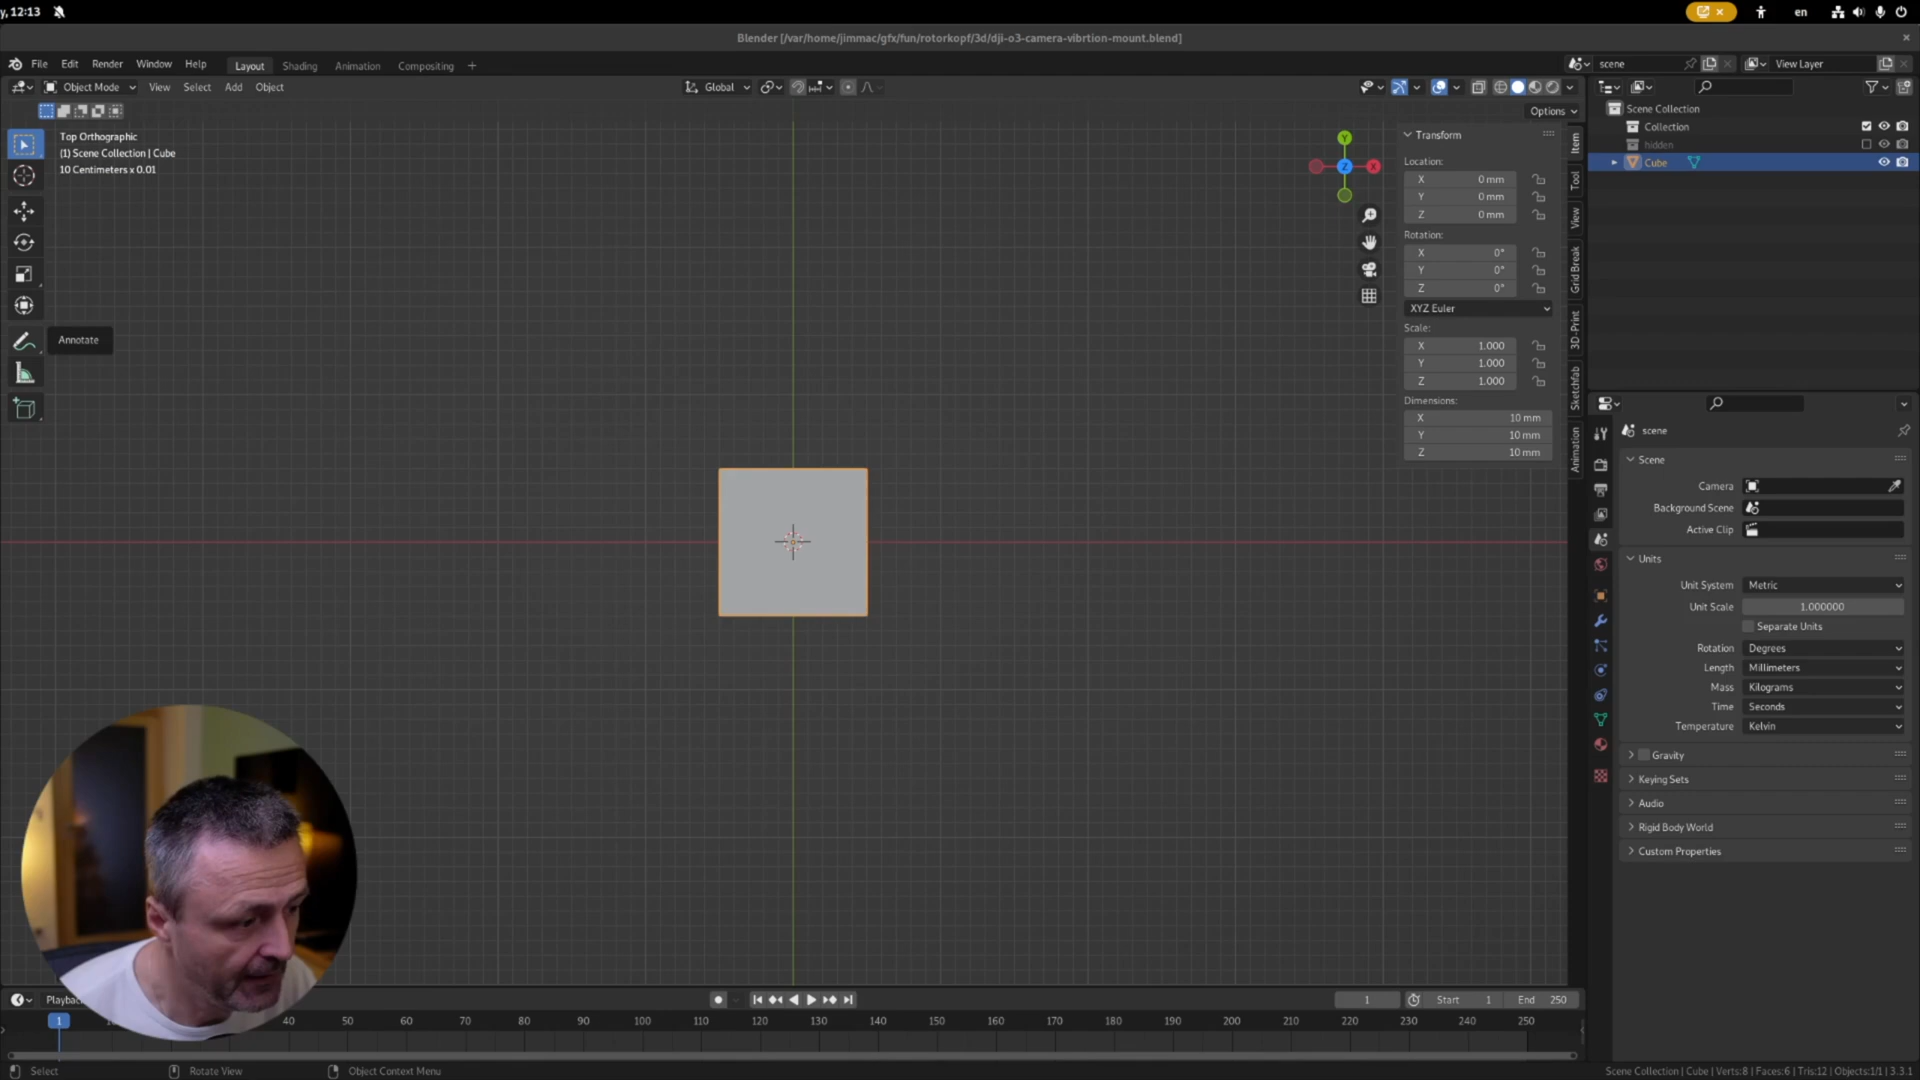 y, 12:13
en
Blender [/var/home/jimmac/gfx/fun/rotorkopf/3d/dji-o3-camera-vibrtion-mount.blend]
File Edit Render Window Help Layout Shading Animation Compositing +
scene
View Layer
Object Mode View Select Add Object
Global
Options
Top Orthographic
(1) Scene Collection | Cube
10 Centimeters x 0.01
Annotate
Y
Z
X
Transform
Location:
X 0 mm
Y 0 mm
Z 0 mm
Rotation:
X 0°
Y 0°
Z 0°
XYZ Euler
Scale:
X 1.000
Y 1.000
Z 1.000
Dimensions:
X 10 mm
Y 10 mm
Z 10 mm
Item
Tool
View
Grid Break
3D-Print
Sketchfab
Animation
Scene Collection
Collection
hidden
Cube
scene
Scene
Camera
Background Scene
Active Clip
Units
Unit System Metric
Unit Scale 1.000000
Separate Units
Rotation Degrees
Length Millimeters
Mass Kilograms
Time Seconds
Temperature Kelvin
Gravity
Keying Sets
Audio
Rigid Body World
Custom Properties
Playb
1
Start 1
End 250
1 40 50 60 70 80 90 100 110 120 130 140 150 160 170 180 190 200 210 220 230 240 250
Select
Rotate View
Object Context Menu
Scene Collection | Cube | Verts:8 | Faces:6 | Tris:12 | Objects:1/1 | 3.3.1